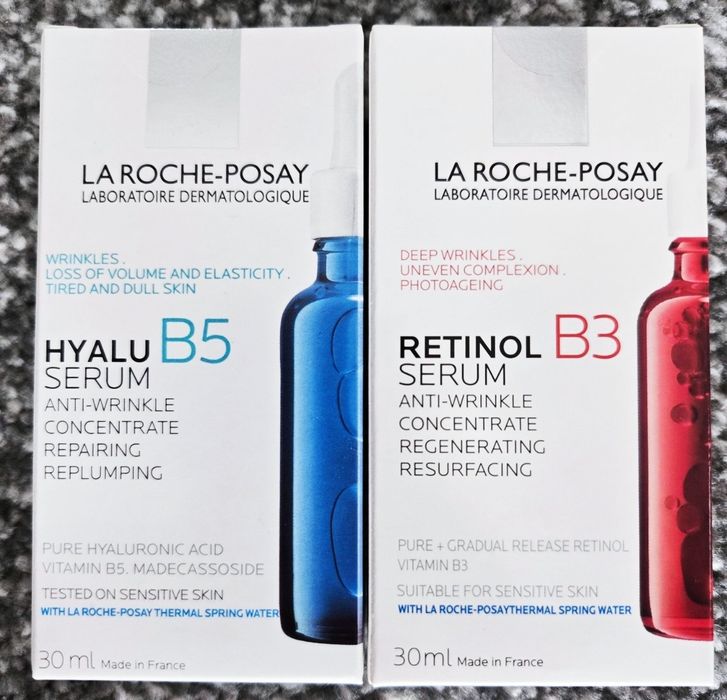 LA ROCHE-POSAY
LABORATOIRE DERMATOLOGIQUE
WRINKLES .
LOSS OF VOLUME AND ELASTICITY .
TIRED AND DULL SKIN
HYALU B5
SERUM
ANTI-WRINKLE
CONCENTRATE
REPAIRING
REPLUMPING
PURE HYALURONIC ACID
VITAMIN B5. MADECASSOSIDE
TESTED ON SENSITIVE SKIN
WITH LA ROCHE-POSAY THERMAL SPRING WATER
30 ml Made in France
LA ROCHE-POSAY
LABORATOIRE DERMATOLOGIQUE
DEEP WRINKLES .
UNEVEN COMPLEXION .
PHOTOAGEING
RETINOL B3
SERUM
ANTI-WRINKLE
CONCENTRATE
REGENERATING
RESURFACING
PURE + GRADUAL RELEASE RETINOL
VITAMIN B3
SUITABLE FOR SENSITIVE SKIN
WITH LA ROCHE-POSAYTHERMAL SPRING WATER
30ml Made in France